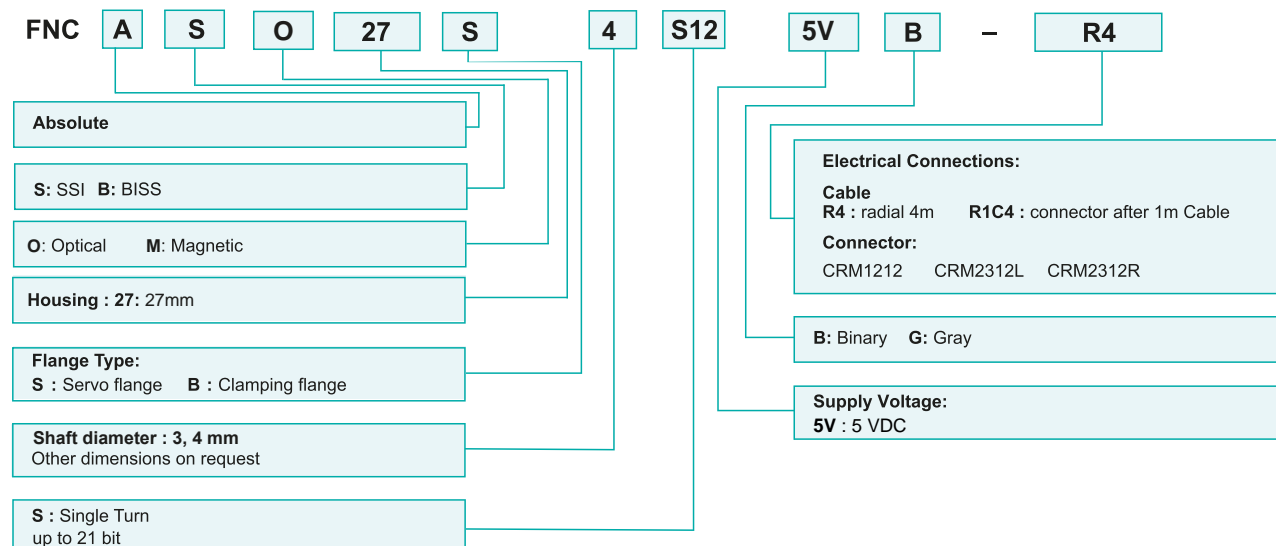 FNC A S O 27 S 4 S12 5V B – R4
Absolute
S: SSI B: BISS
O: Optical M: Magnetic
Housing : 27: 27mm
Flange Type:
S : Servo flange B : Clamping flange
Shaft diameter : 3, 4 mm
Other dimensions on request
S : Single Turn
up to 21 bit
Electrical Connections:
Cable
R4 : radial 4m R1C4 : connector after 1m Cable
Connector:
CRM1212 CRM2312L CRM2312R
B: Binary G: Gray
Supply Voltage:
5V : 5 VDC